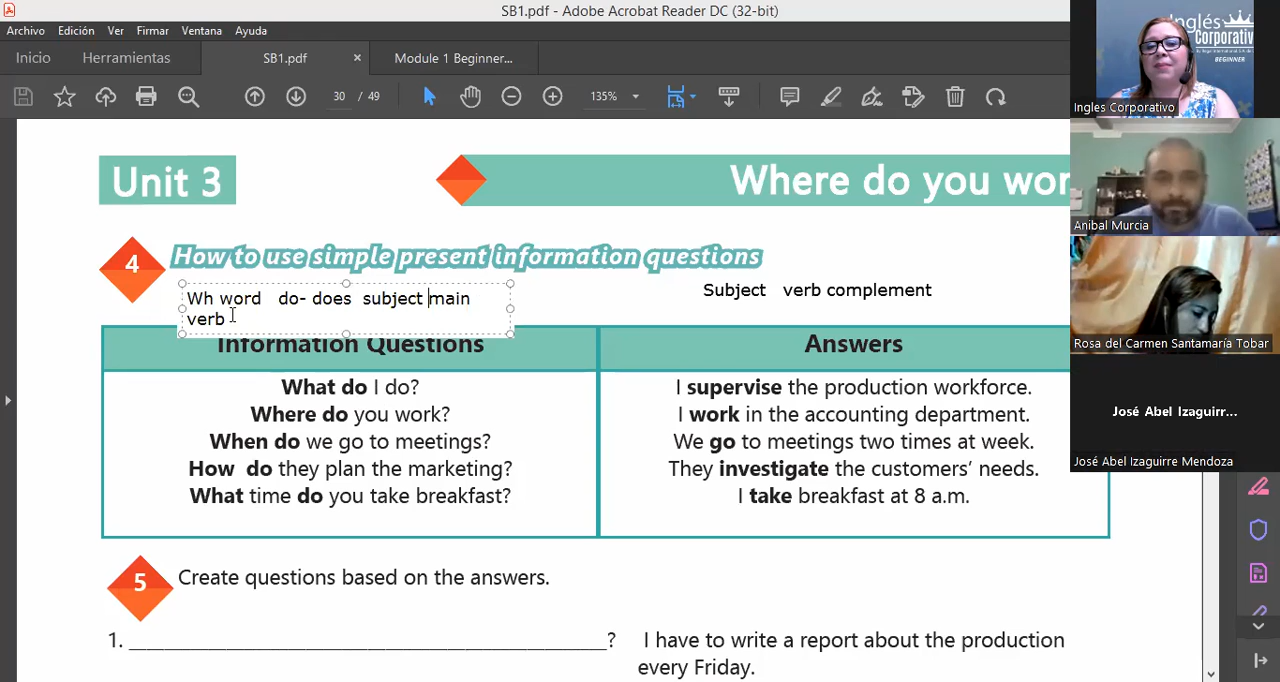 SB1.pdf - Adobe Acrobat Reader DC (32-bit)
Archivo Edición Ver Firmar Ventana Ayuda
Inicio Herramientas SB1.pdf × Module 1 Beginner...
30 / 49 135%
Unit 3
Where do you wor
4 How to use simple present information questions
Wh word do- does subject main
verb
Subject verb complement
Information Questions Answers
What do I do? I supervise the production workforce.
Where do you work? I work in the accounting department.
When do we go to meetings? We go to meetings two times at week.
How do they plan the marketing? They investigate the customers’ needs.
What time do you take breakfast? I take breakfast at 8 a.m.
5 Create questions based on the answers.
1. ________________________________________? I have to write a report about the production
every Friday.
Inglés
Corporativ
BEGINNER
Ingles Corporativo
Anibal Murcia
Rosa del Carmen Santamaría Tobar
José Abel Izaguirr...
José Abel Izaguirre Mendoza